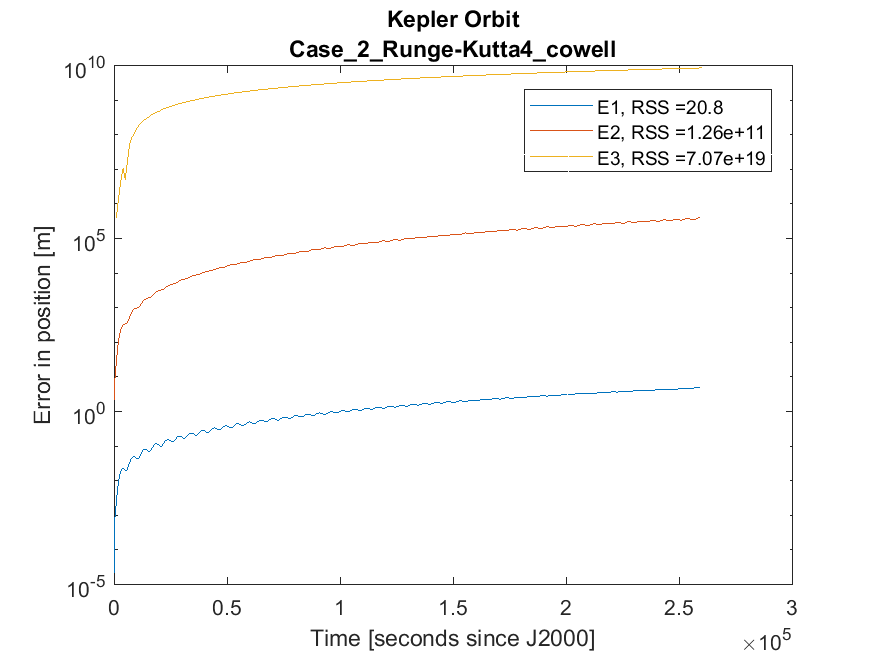 Kepler Orbit
Case_2_Runge-Kutta4_cowell
10^10
10^5
10^0
10^-5
Error in position [m]
E1, RSS =20.8
E2, RSS =1.26e+11
E3, RSS =7.07e+19
0 0.5 1 1.5 2 2.5 3
Time [seconds since J2000]
×10^5